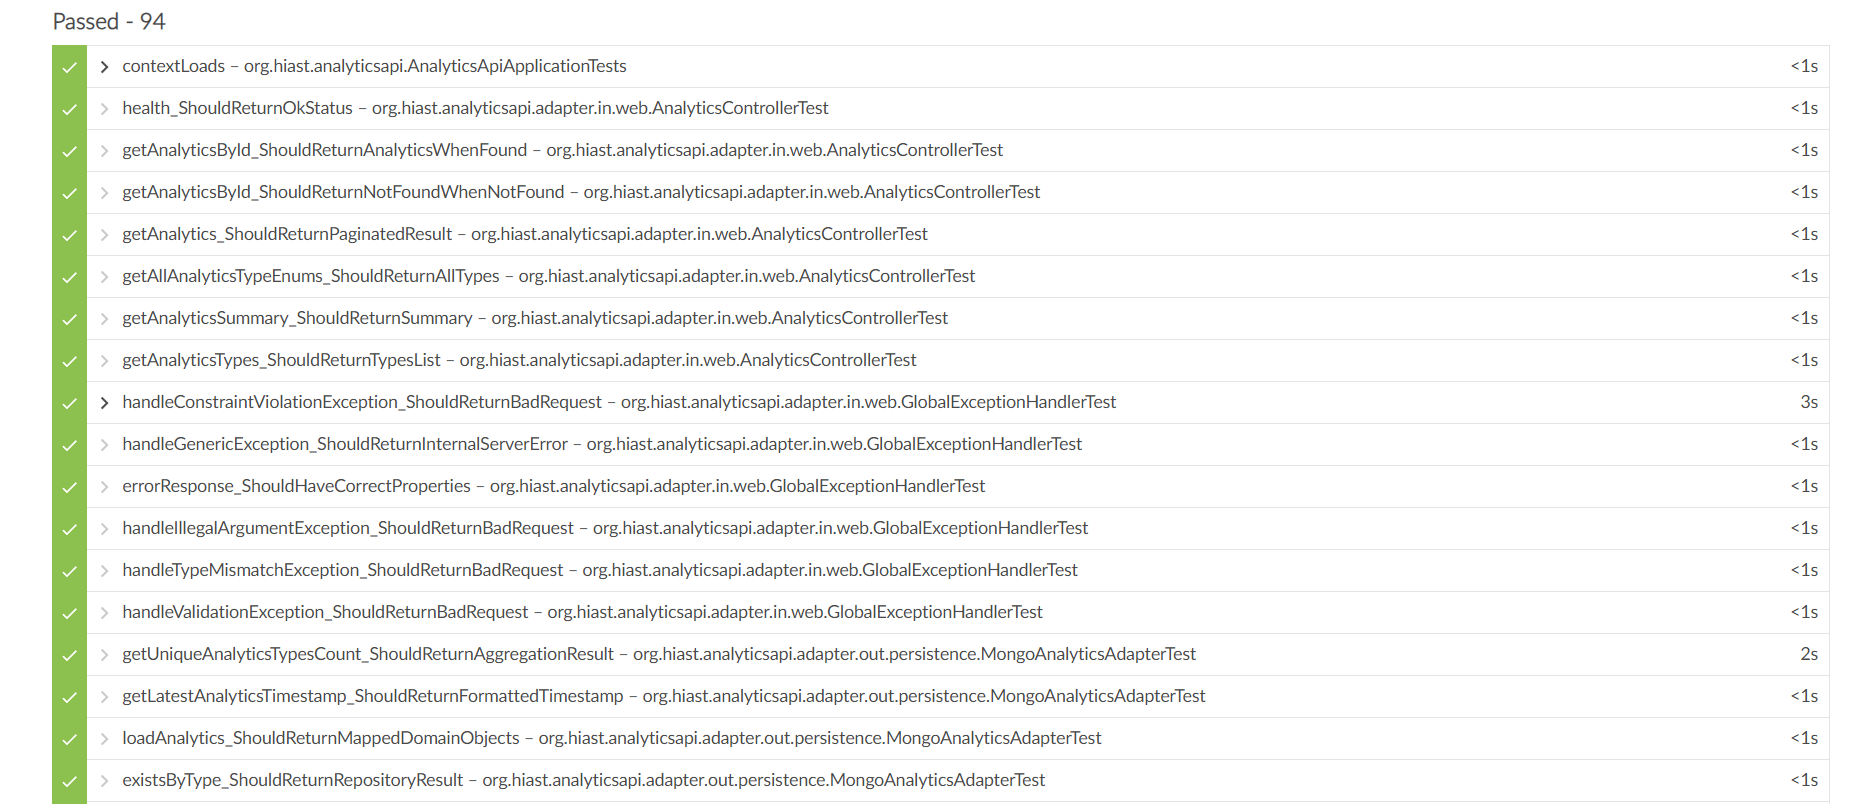 Passed - 94
contextLoads – org.hiast.analyticsapi.AnalyticsApiApplicationTests <1s
health_ShouldReturnOkStatus – org.hiast.analyticsapi.adapter.in.web.AnalyticsControllerTest <1s
getAnalyticsById_ShouldReturnAnalyticsWhenFound – org.hiast.analyticsapi.adapter.in.web.AnalyticsControllerTest <1s
getAnalyticsById_ShouldReturnNotFoundWhenNotFound – org.hiast.analyticsapi.adapter.in.web.AnalyticsControllerTest <1s
getAnalytics_ShouldReturnPaginatedResult – org.hiast.analyticsapi.adapter.in.web.AnalyticsControllerTest <1s
getAllAnalyticsTypeEnums_ShouldReturnAllTypes – org.hiast.analyticsapi.adapter.in.web.AnalyticsControllerTest <1s
getAnalyticsSummary_ShouldReturnSummary – org.hiast.analyticsapi.adapter.in.web.AnalyticsControllerTest <1s
getAnalyticsTypes_ShouldReturnTypesList – org.hiast.analyticsapi.adapter.in.web.AnalyticsControllerTest <1s
handleConstraintViolationException_ShouldReturnBadRequest – org.hiast.analyticsapi.adapter.in.web.GlobalExceptionHandlerTest 3s
handleGenericException_ShouldReturnInternalServerError – org.hiast.analyticsapi.adapter.in.web.GlobalExceptionHandlerTest <1s
errorResponse_ShouldHaveCorrectProperties – org.hiast.analyticsapi.adapter.in.web.GlobalExceptionHandlerTest <1s
handleIllegalArgumentException_ShouldReturnBadRequest – org.hiast.analyticsapi.adapter.in.web.GlobalExceptionHandlerTest <1s
handleTypeMismatchException_ShouldReturnBadRequest – org.hiast.analyticsapi.adapter.in.web.GlobalExceptionHandlerTest <1s
handleValidationException_ShouldReturnBadRequest – org.hiast.analyticsapi.adapter.in.web.GlobalExceptionHandlerTest <1s
getUniqueAnalyticsTypesCount_ShouldReturnAggregationResult – org.hiast.analyticsapi.adapter.out.persistence.MongoAnalyticsAdapterTest 2s
getLatestAnalyticsTimestamp_ShouldReturnFormattedTimestamp – org.hiast.analyticsapi.adapter.out.persistence.MongoAnalyticsAdapterTest <1s
loadAnalytics_ShouldReturnMappedDomainObjects – org.hiast.analyticsapi.adapter.out.persistence.MongoAnalyticsAdapterTest <1s
existsByType_ShouldReturnRepositoryResult – org.hiast.analyticsapi.adapter.out.persistence.MongoAnalyticsAdapterTest <1s